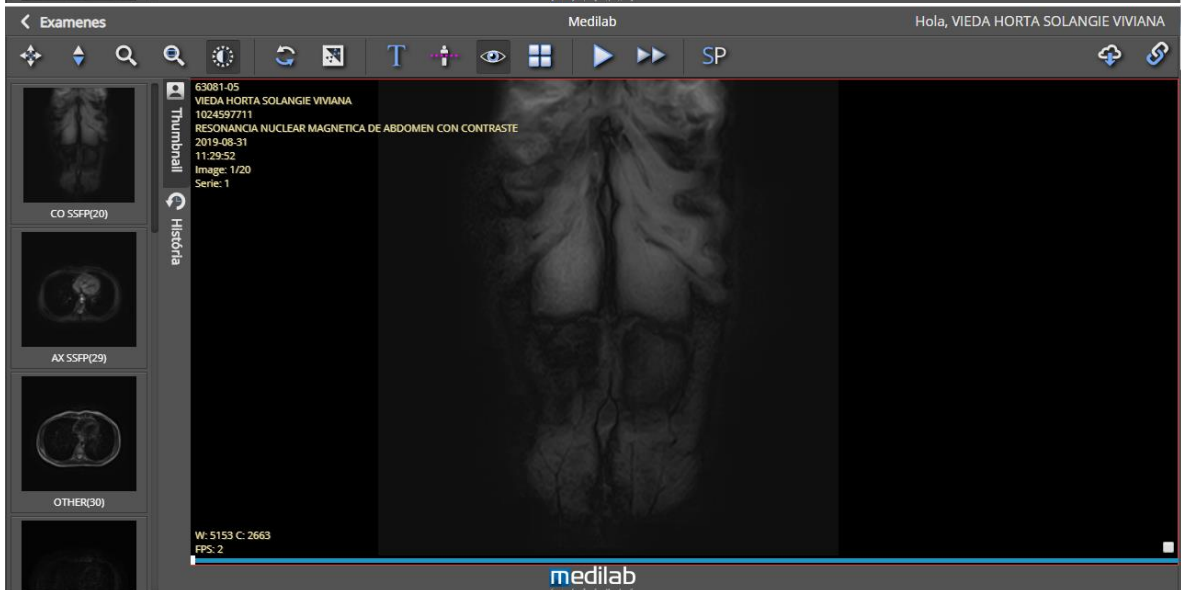 Examenes
Medilab
Hola, VIEDA HORTA SOLANGIE VIVIANA
T
SP
CO SSFP(20)
AX SSFP(29)
OTHER(30)
Thumbnail
História
63081-05
VIEDA HORTA SOLANGIE VIVIANA
1024597711
RESONANCIA NUCLEAR MAGNETICA DE ABDOMEN CON CONTRASTE
2019-08-31
11:29:52
Image: 1/20
Serie: 1
W: 5153 C: 2663
FPS: 2
medilab